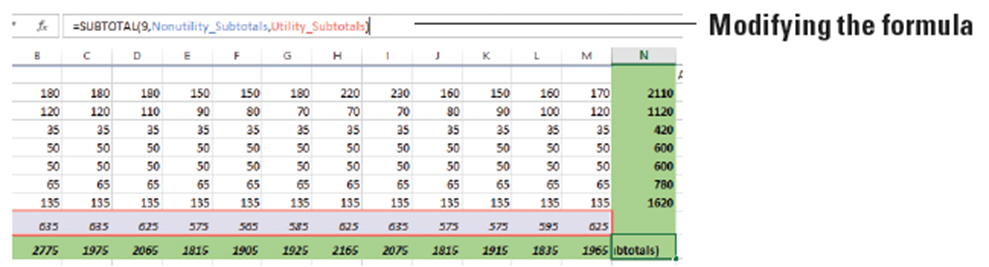 fx =SUBTOTAL(9,Nonutility_Subtotals,Utility_Subtotals)
Modifying the formula
B C D E F G H I J K L M N
180 180 180 150 150 180 220 230 160 150 160 170 2110
120 120 110 90 80 70 70 70 80 90 100 120 1120
35 35 35 35 35 35 35 35 35 35 35 35 420
50 50 50 50 50 50 50 50 50 50 50 50 600
50 50 50 50 50 50 50 50 50 50 50 50 600
65 65 65 65 65 65 65 65 65 65 65 65 780
135 135 135 135 135 135 135 135 135 135 135 135 1620
635 635 625 575 565 585 625 635 575 575 595 625
2775 1975 2065 1815 1905 1925 2165 2075 1815 1915 1835 1965 btotals)